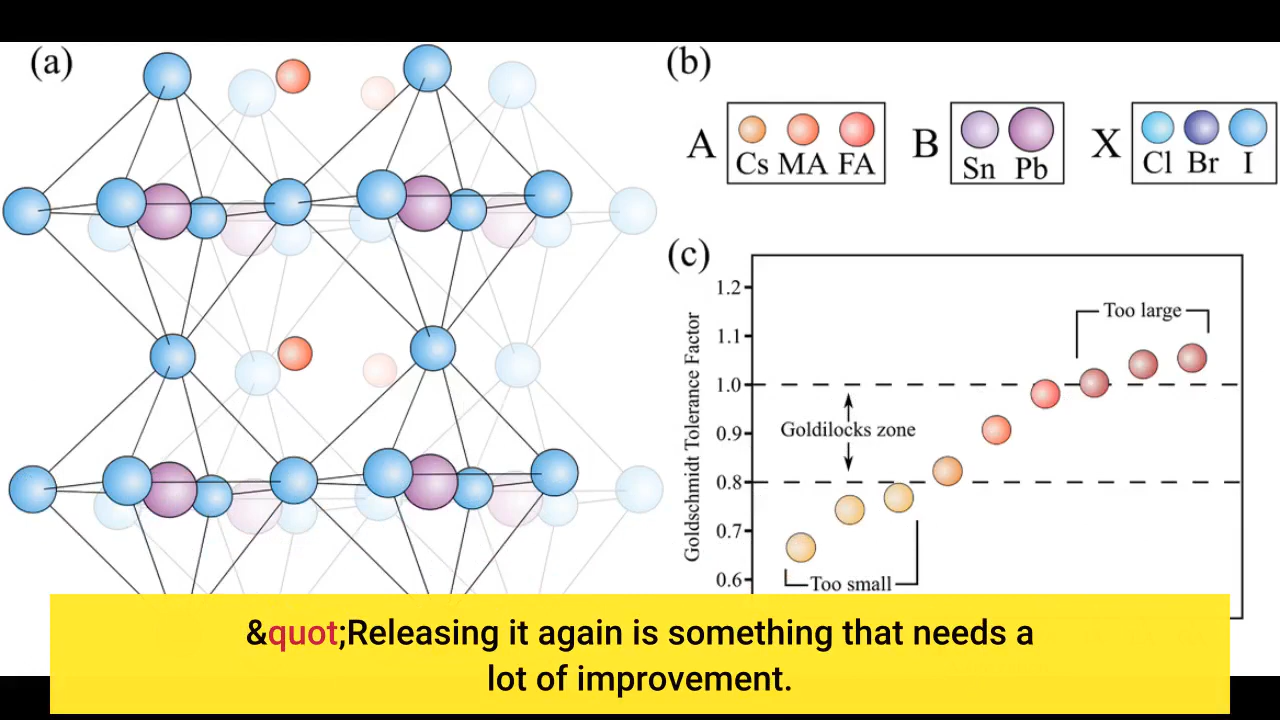 (a)
(b)
A
Cs MA FA
B
Sn Pb
X
Cl Br I
(c)
Goldschmidt Tolerance Factor
1.2
1.1
1.0
0.9
0.8
0.7
0.6
Too large
Goldilocks zone
Too small
&quot;Releasing it again is something that needs a
lot of improvement.